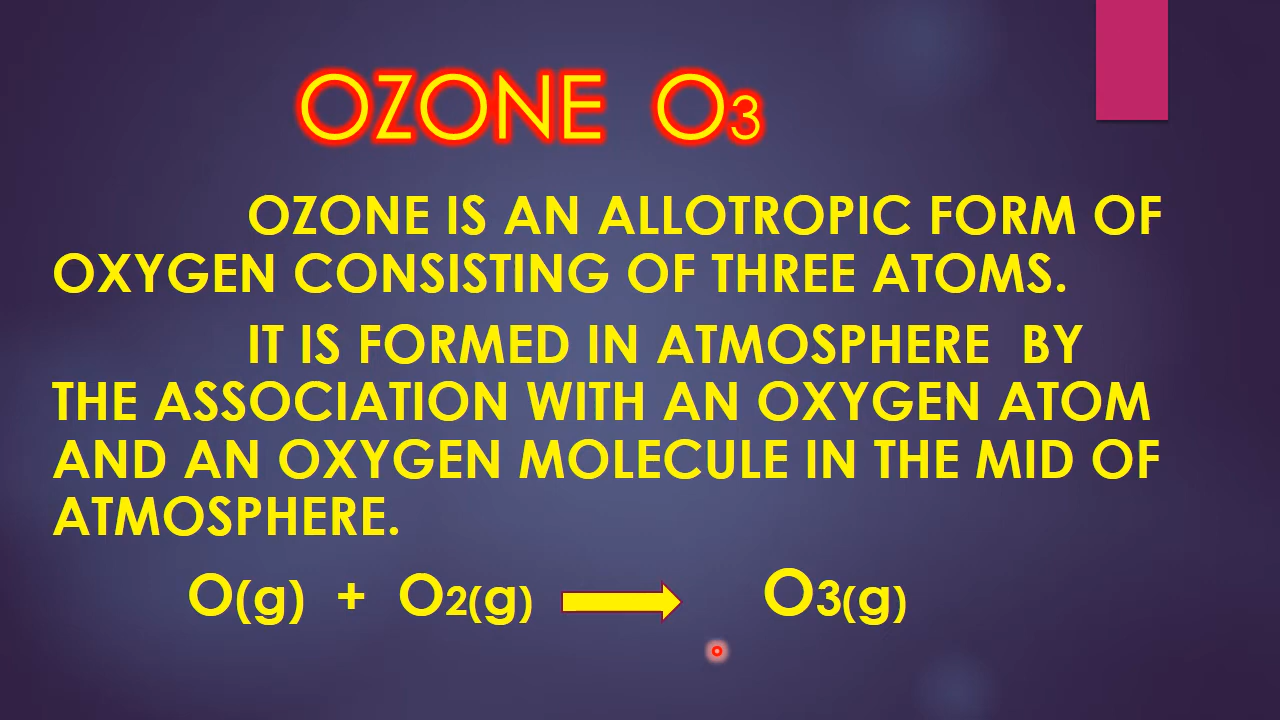 OZONE O3
OZONE IS AN ALLOTROPIC FORM OF
OXYGEN CONSISTING OF THREE ATOMS.
IT IS FORMED IN ATMOSPHERE BY
THE ASSOCIATION WITH AN OXYGEN ATOM
AND AN OXYGEN MOLECULE IN THE MID OF
ATMOSPHERE.
O(g) + O2(g) O3(g)